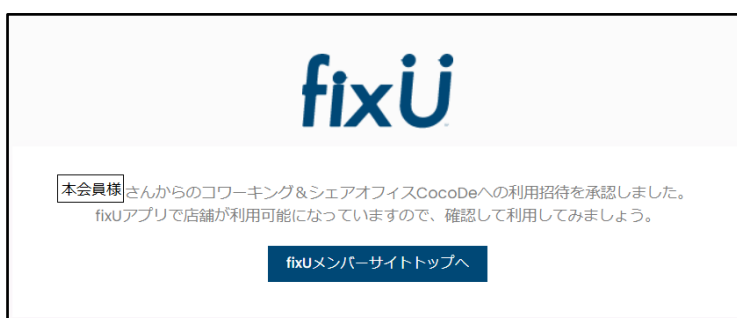 fixU
本会員様さんからのコワーキング&シェアオフィスCocoDeへの利用招待を承認しました。
fixUアプリで店舗が利用可能になっていますので、確認して利用してみましょう。
fixUメンバーサイトトップへ